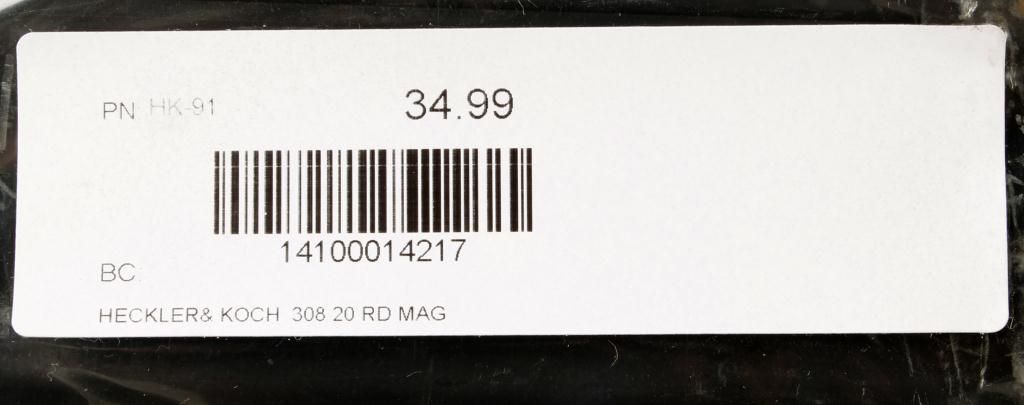 PN HK-91 34.99
14100014217
BC
HECKLER& KOCH 308 20 RD MAG